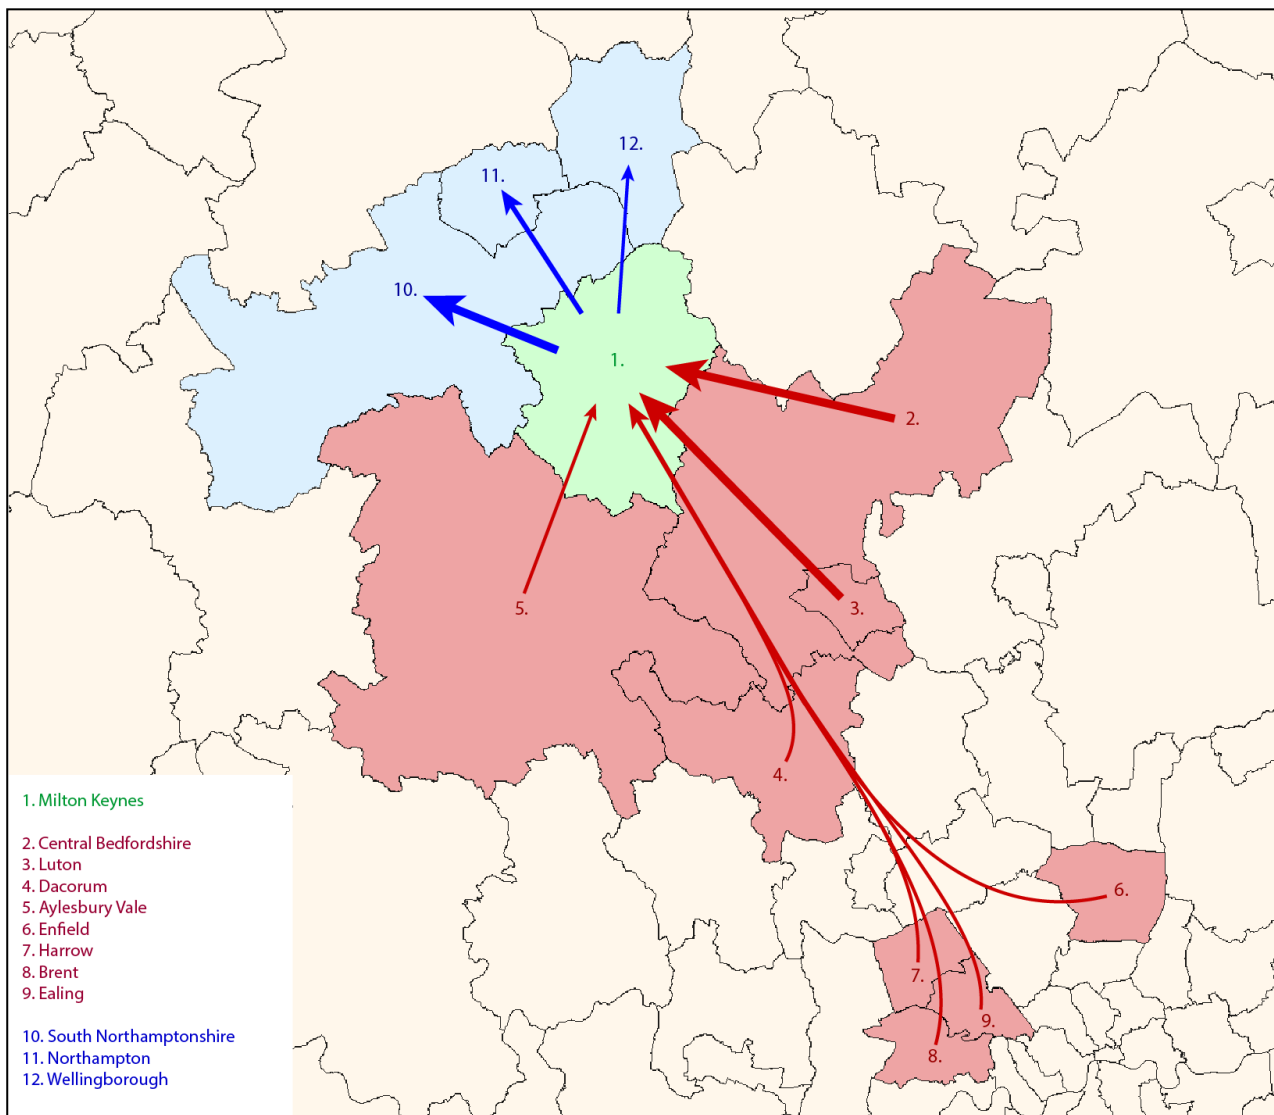 12.
11.
10.
1.
2.
3.
5.
4.
6.
7.
9.
8.
1. Milton Keynes
2. Central Bedfordshire
3. Luton
4. Dacorum
5. Aylesbury Vale
6. Enfield
7. Harrow
8. Brent
9. Ealing
10. South Northamptonshire
11. Northampton
12. Wellingborough